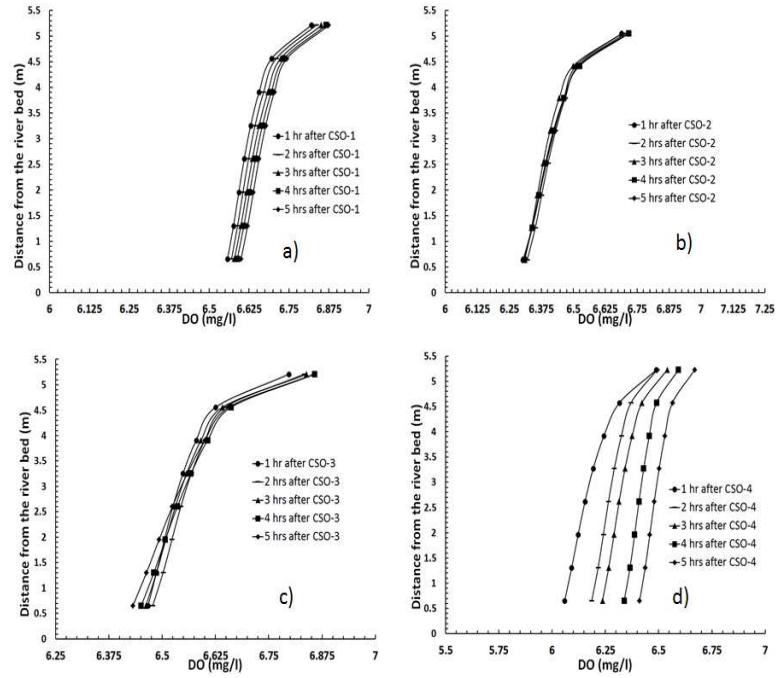 5.5
5
4.5
4
3.5
3
2.5
2
1.5
1
0.5
0
Distance from the river bed (m)
1 hr after CSO-1
2 hrs after CSO-1
3 hrs after CSO-1
4 hrs after CSO-1
5 hrs after CSO-1
a)
6 6.125 6.25 6.375 6.5 6.625 6.75 6.875 7
DO (mg/l)
5.5
5
4.5
4
3.5
3
2.5
2
1.5
1
0.5
0
Distance from the river bed (m)
1 hr after CSO-2
2 hrs after CSO-2
3 hrs after CSO-2
4 hrs after CSO-2
5 hrs after CSO-2
b)
6 6.125 6.25 6.375 6.5 6.625 6.75 6.875 7 7.125 7.25
DO (mg/l)
5.5
5
4.5
4
3.5
3
2.5
2
1.5
1
0.5
0
Distance from the river bed (m)
1 hr after CSO-3
2 hrs after CSO-3
3 hrs after CSO-3
4 hrs after CSO-3
5 hrs after CSO-3
c)
6.25 6.375 6.5 6.625 6.75 6.875 7
DO (mg/l)
5.5
5
4.5
4
3.5
3
2.5
2
1.5
1
0.5
0
Distance from the river bed (m)
1 hr after CSO-4
2 hrs after CSO-4
3 hrs after CSO-4
4 hrs after CSO-4
5 hrs after CSO-4
d)
5.5 5.75 6 6.25 6.5 6.75 7
DO (mg/l)